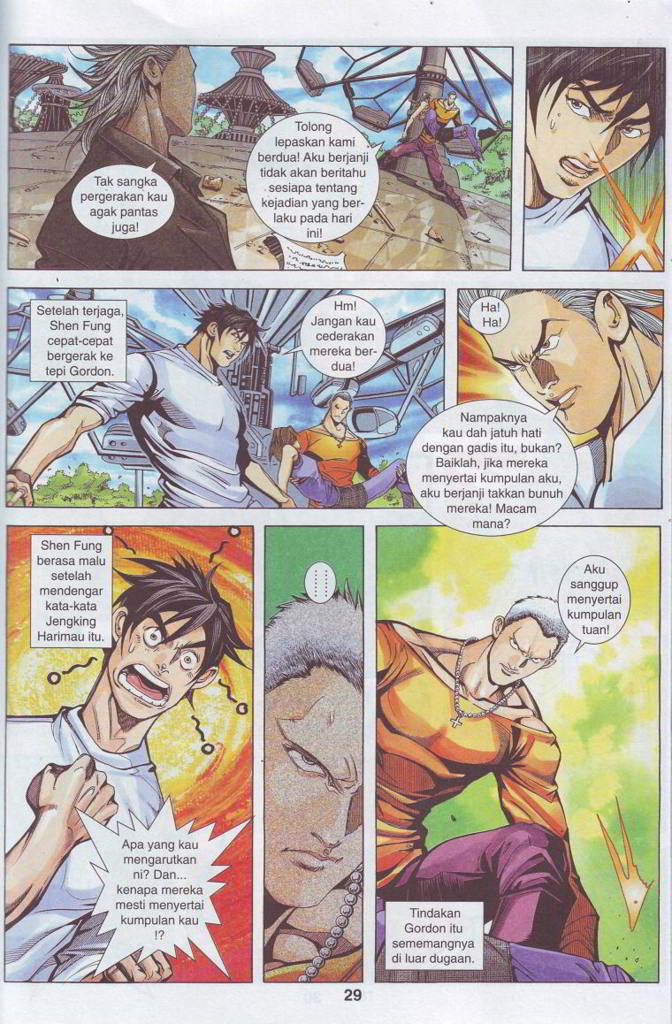 Tak sangka
pergerakan kau
agak pantas
juga!
Tolong
lepaskan kami
berdua! Aku berjanji
tidak akan beritahu
sesiapa tentang
kejadian yang ber-
laku pada hari
ini!
Setelah terjaga,
Shen Fung
cepat-cepat
bergerak ke
tepi Gordon.
Hm!
Jangan kau
cederakan
mereka ber-
dua!
Ha!
Ha!
Nampaknya
kau dah jatuh hati
dengan gadis itu, bukan?
Baiklah, jika mereka
menyertai kumpulan aku,
aku berjanji takkan bunuh
mereka! Macam
mana?
Shen Fung
berasa malu
setelah
mendengar
kata-kata
Jengking
Harimau itu.
Apa yang kau
mengarutkan
ni? Dan...
kenapa mereka
mesti menyertai
kumpulan kau
!?
Aku
sanggup
menyertai
kumpulan
tuan!
Tindakan
Gordon itu
sememangnya
di luar dugaan.
29